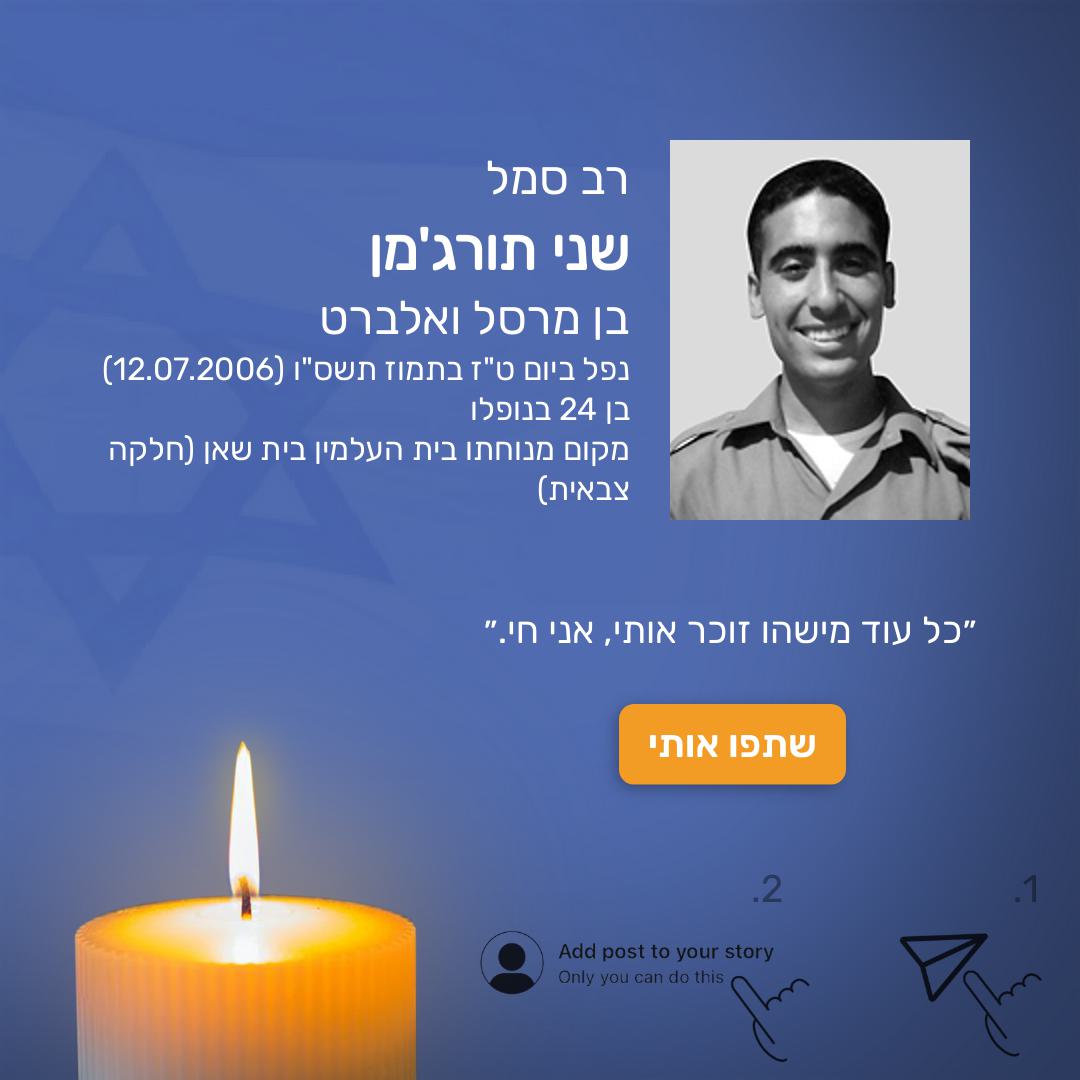 רב סמל
שני תורג'מן
בן מרסל ואלברט
נפל ביום ט"ז בתמוז תשס"ו (12.07.2006)
בן 24 בנופלו
מקום מנוחתו בית העלמין בית שאן (חלקה
צבאית)
"כל עוד מישהו זוכר אותי, אני חי."
שתפו אותי
1.
2.
Add post to your story
Only you can do this